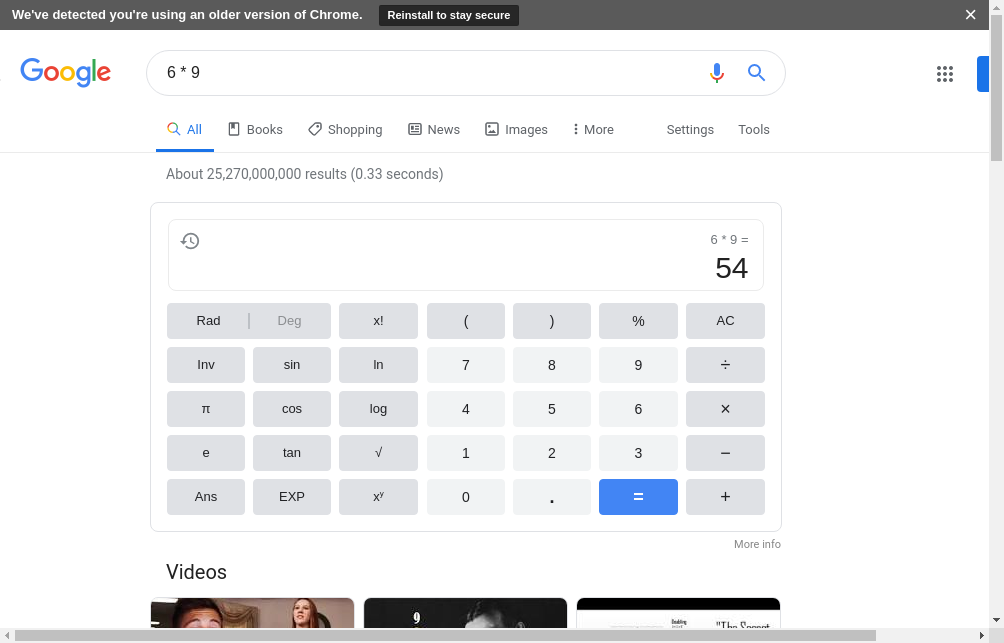 We've detected you're using an older version of Chrome. Reinstall to stay secure ×
Google 6 * 9
All Books Shopping News Images More Settings Tools
About 25,270,000,000 results (0.33 seconds)
6 * 9 =
54
Rad | Deg x! ( ) % AC
Inv sin ln 7 8 9 ÷
π cos log 4 5 6 ×
e tan √ 1 2 3 −
Ans EXP xʸ 0 . = +
More info
Videos
9
Doubling
"The Secret